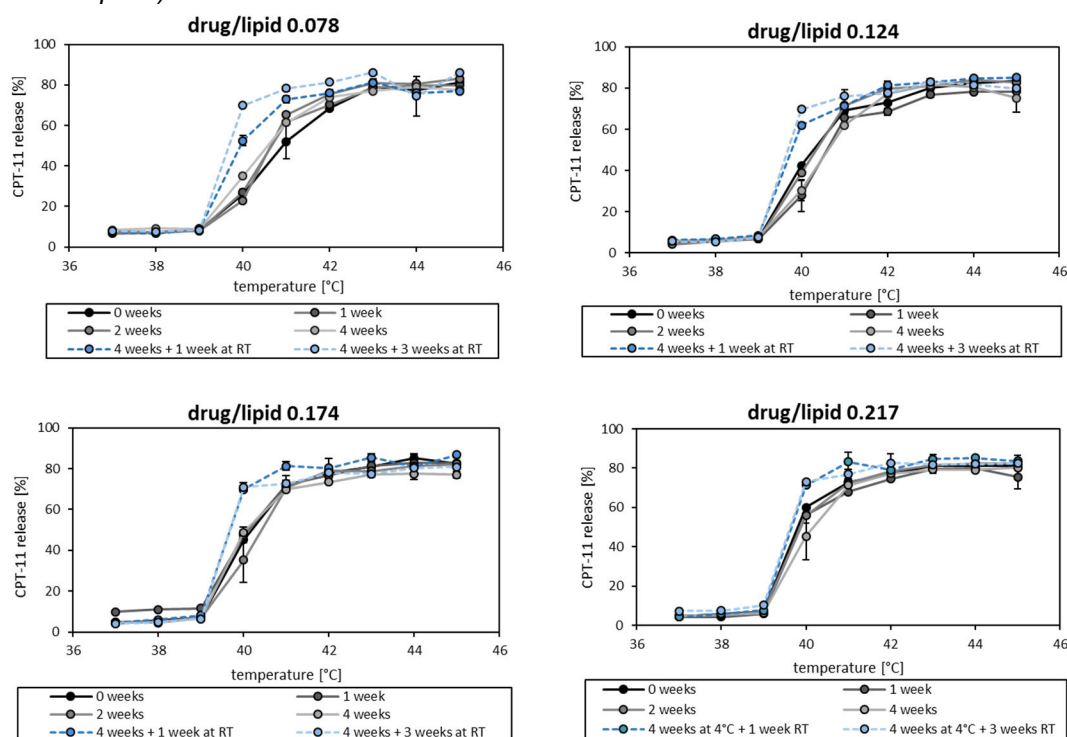 drug/lipid 0.078
100
80
60
40
20
0
36
38
40
42
44
46
CPT-11 release [%]
temperature [°C]
0 weeks
1 week
2 weeks
4 weeks
4 weeks + 1 week at RT
4 weeks + 3 weeks at RT
drug/lipid 0.124
100
80
60
40
20
0
36
38
40
42
44
46
CPT-11 release [%]
temperature [°C]
0 weeks
1 week
2 weeks
4 weeks
4 weeks + 1 week at RT
4 weeks + 3 weeks at RT
drug/lipid 0.174
100
80
60
40
20
0
36
38
40
42
44
46
CPT-11 release [%]
temperature [°C]
0 weeks
1 week
2 weeks
4 weeks
4 weeks + 1 week at RT
4 weeks + 3 weeks at RT
drug/lipid 0.217
100
80
60
40
20
0
36
38
40
42
44
46
CPT-11 release [%]
temperature [°C]
0 weeks
1 week
2 weeks
4 weeks
4 weeks at 4°C + 1 week RT
4 weeks at 4°C + 3 weeks RT